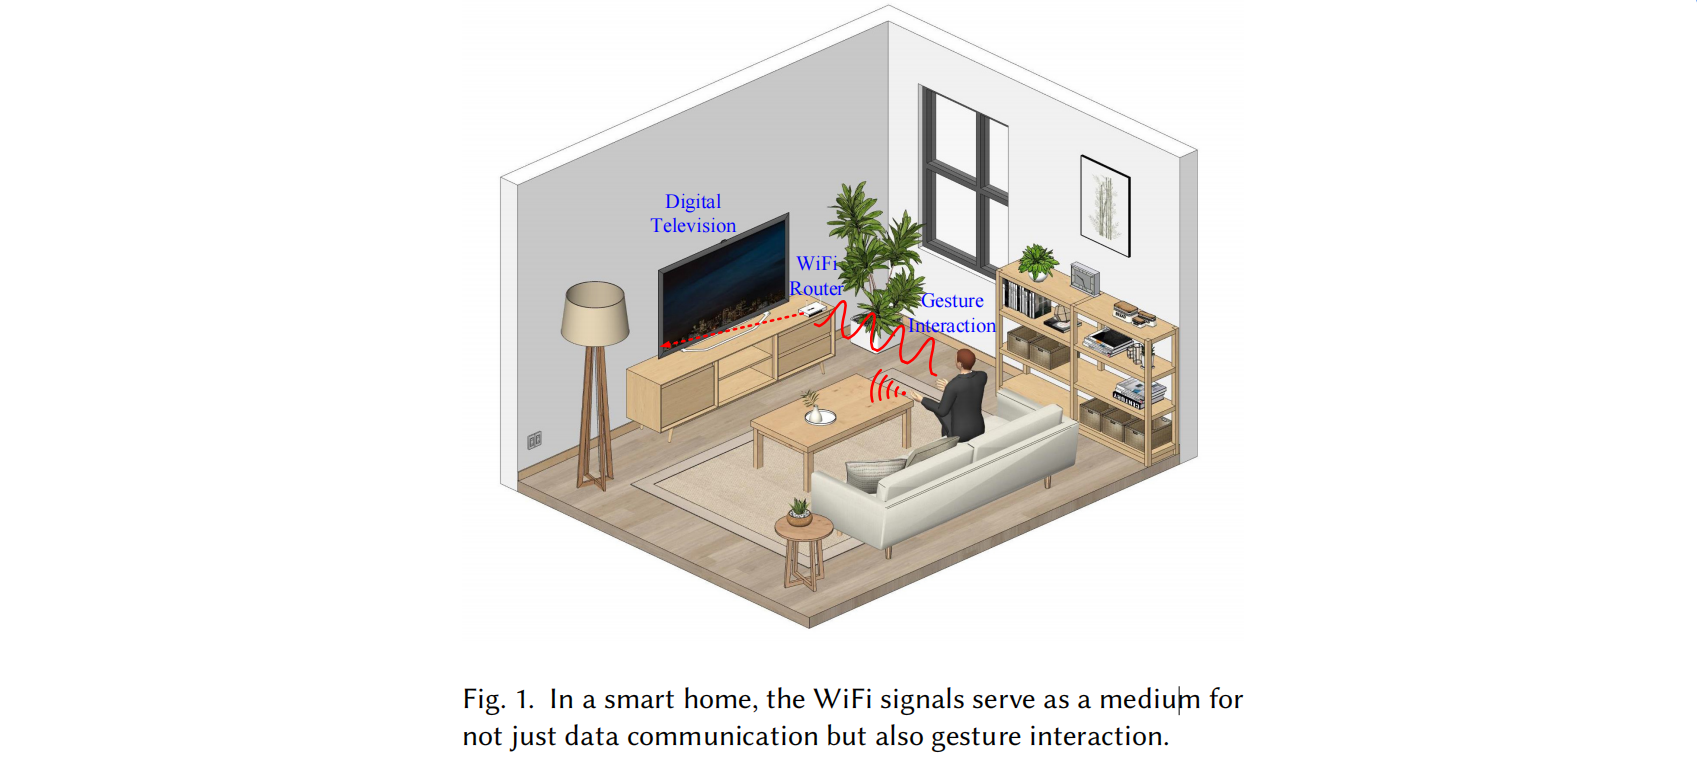 Digital
Television
WiFi
Router
Gesture
Interaction
CENTURY
Fig. 1. In a smart home, the WiFi signals serve as a medium for
not just data communication but also gesture interaction.